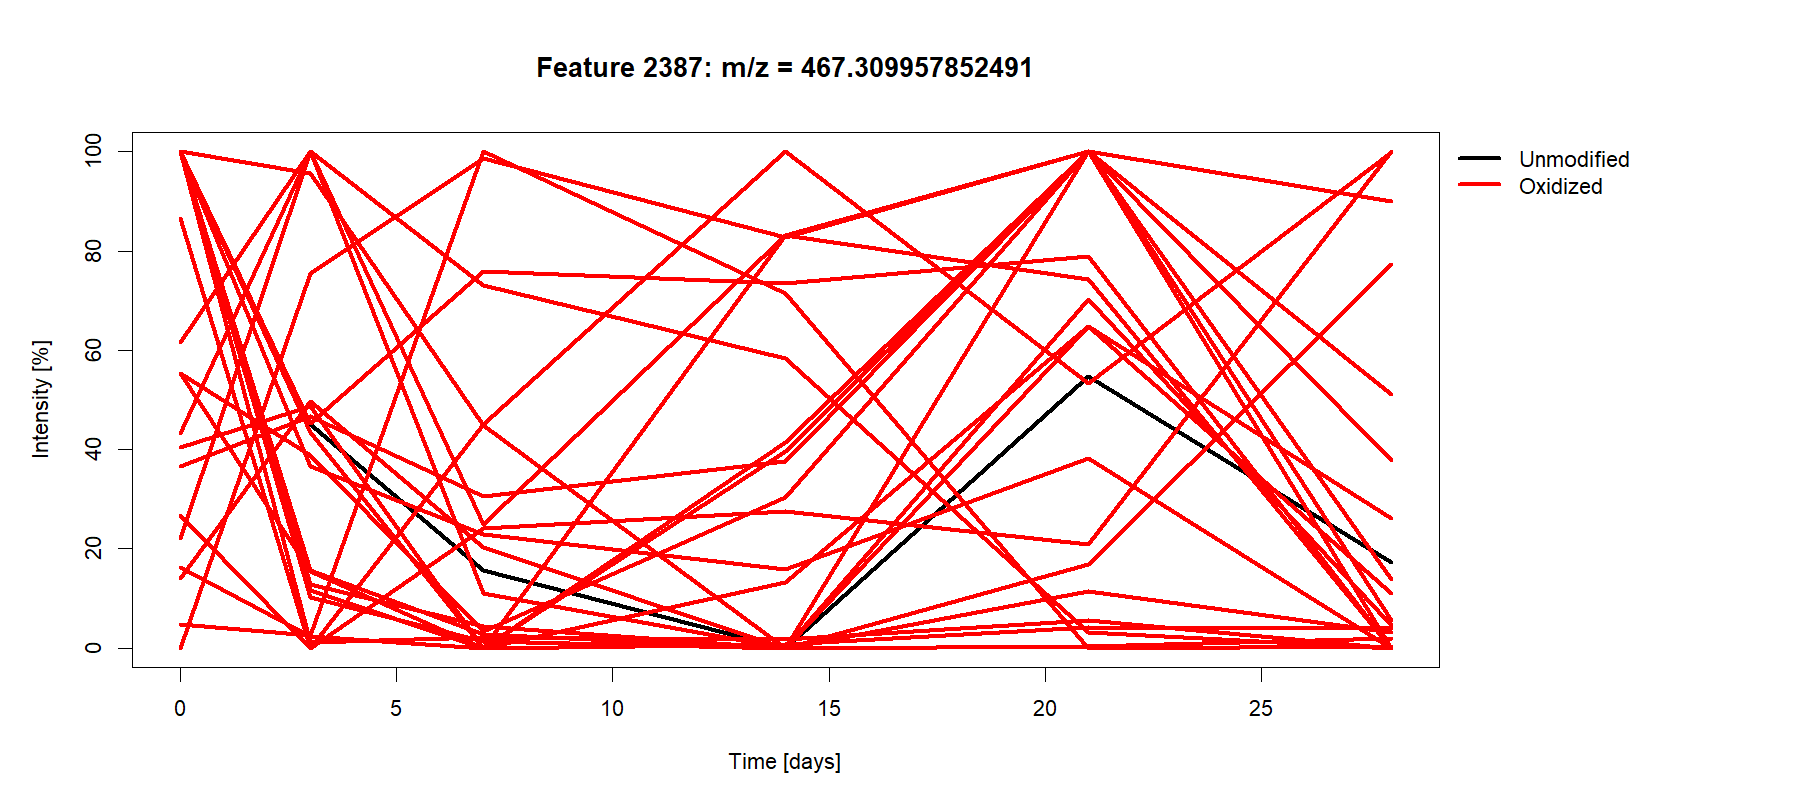 Feature 2387: m/z = 467.309957852491
Unmodified
Oxidized
Intensity [%]
100
80
60
40
20
0
0 5 10 15 20 25
Time [days]